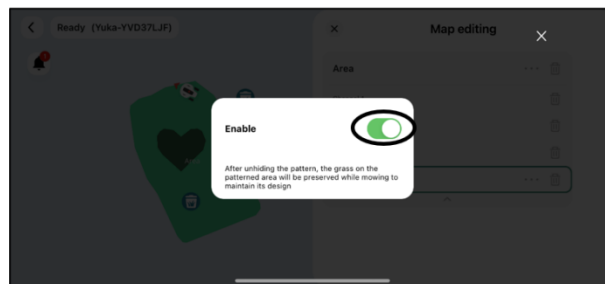 Ready (Yuka-YVD37LJF)
Map editing
Area
Enable
After unhiding the pattern, the grass on the
patterned area will be preserved while mowing to
maintain its design